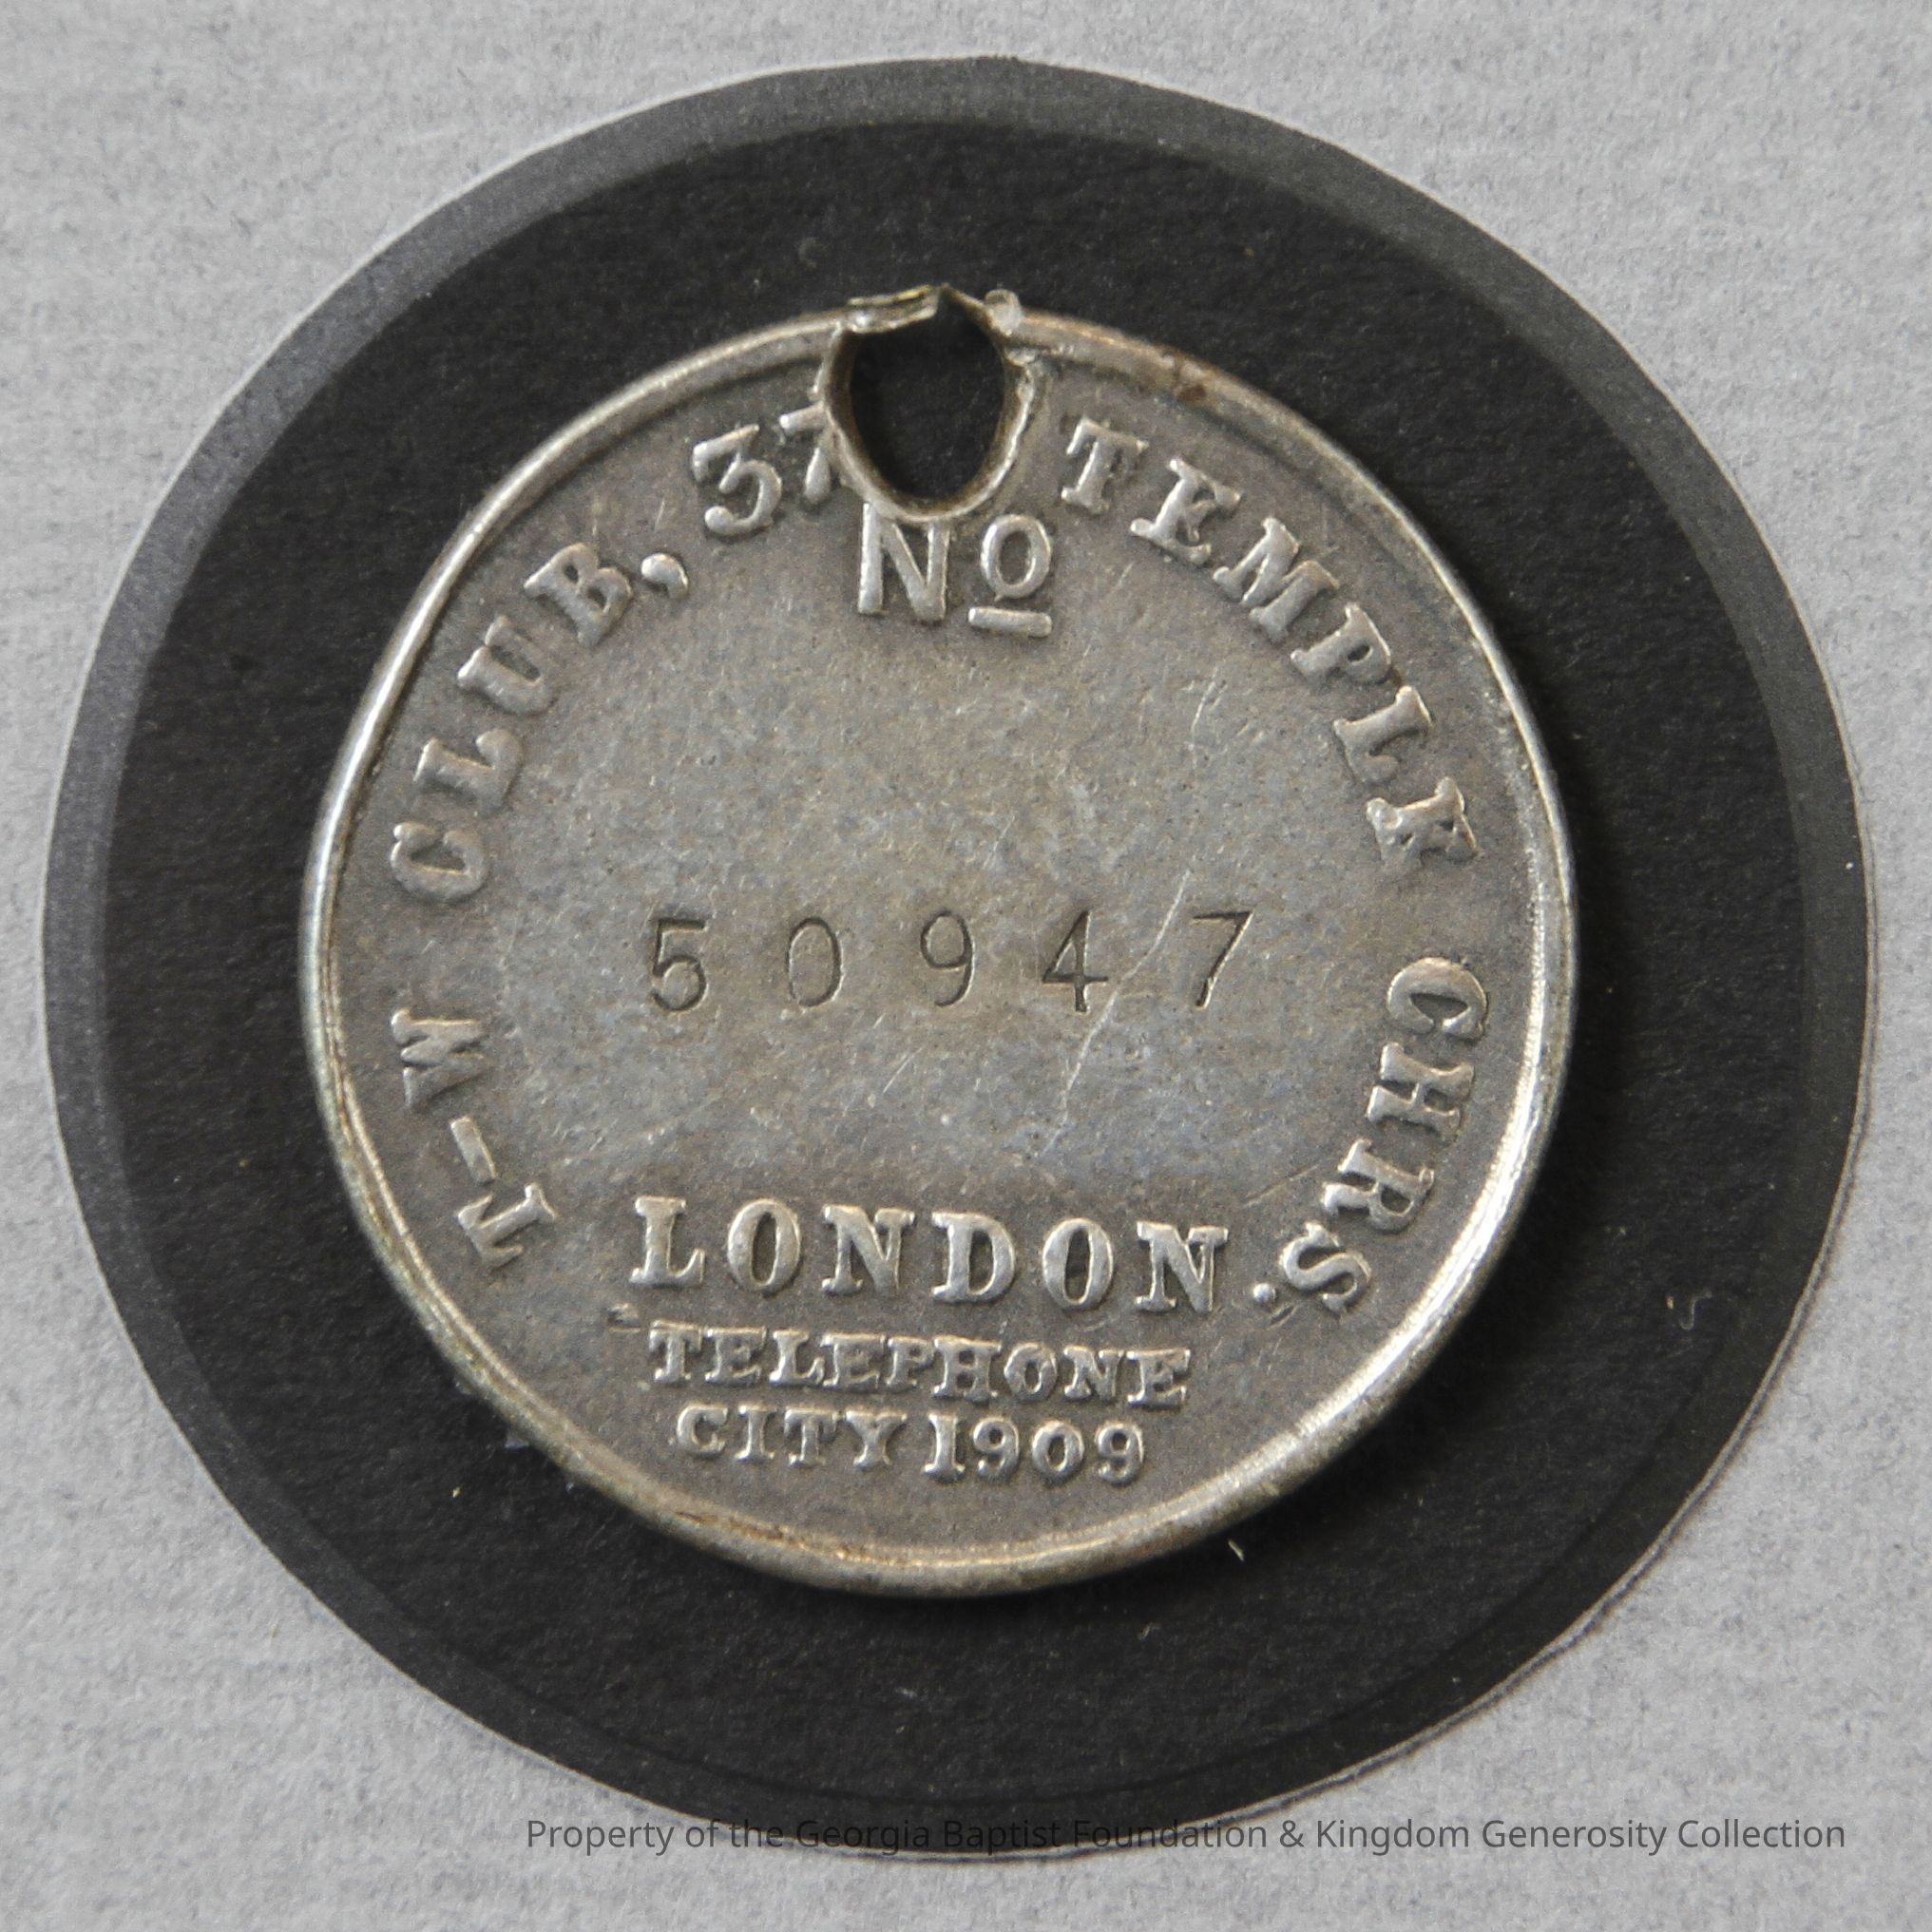 T-W CLUB, 37 TEMPLE CHRS.
No
50947
LONDON
TELEPHONE
CITY 1909
Property of the Georgia Baptist Foundation & Kingdom Generosity Collection